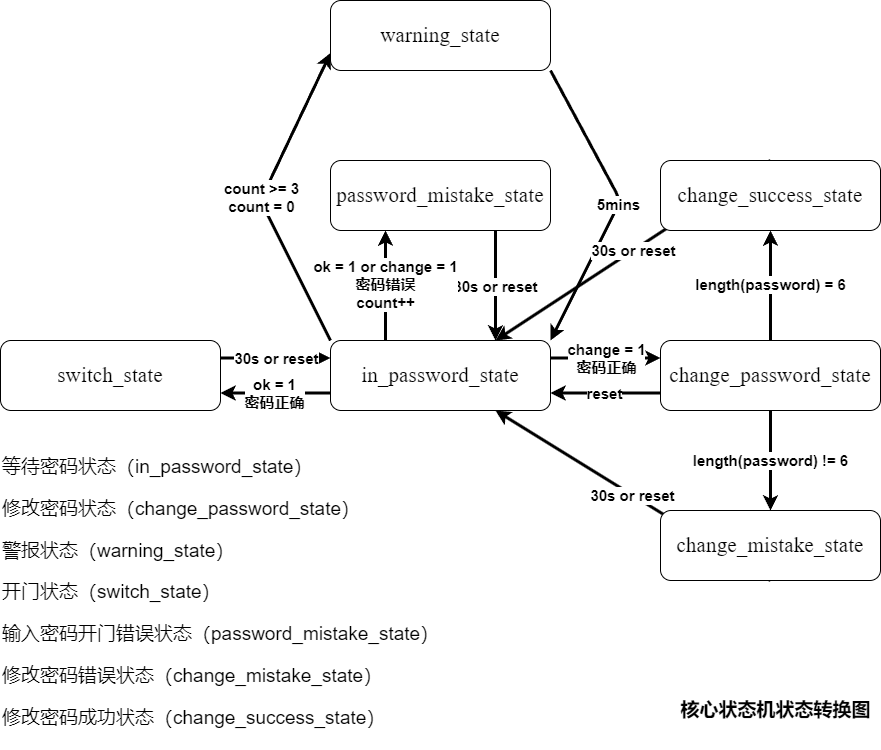 warning_state
count >= 3
count = 0
password_mistake_state
5mins
change_success_state
30s or reset
ok = 1 or change = 1
密码错误
count++
30s or reset
length(password) = 6
switch_state
30s or reset
ok = 1
密码正确
in_password_state
change = 1
密码正确
reset
change_password_state
length(password) != 6
30s or reset
change_mistake_state
等待密码状态（in_password_state）
修改密码状态（change_password_state）
警报状态（warning_state）
开门状态（switch_state）
输入密码开门错误状态（password_mistake_state）
修改密码错误状态（change_mistake_state）
修改密码成功状态（change_success_state）
核心状态机状态转换图